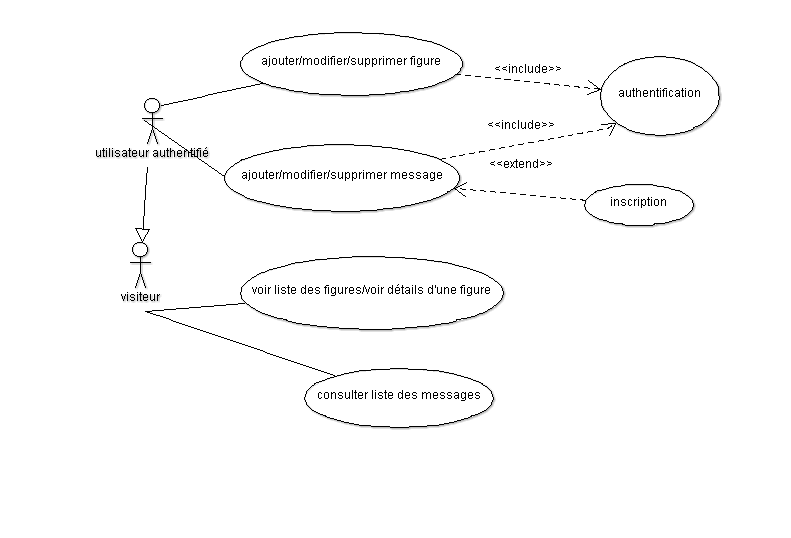 ajouter/modifier/supprimer figure
<<include>>
authentification
<<include>>
utilisateur authentifié
<<extend>>
ajouter/modifier/supprimer message
inscription
voir liste des figures/voir détails d'une figure
visiteur
consulter liste des messages